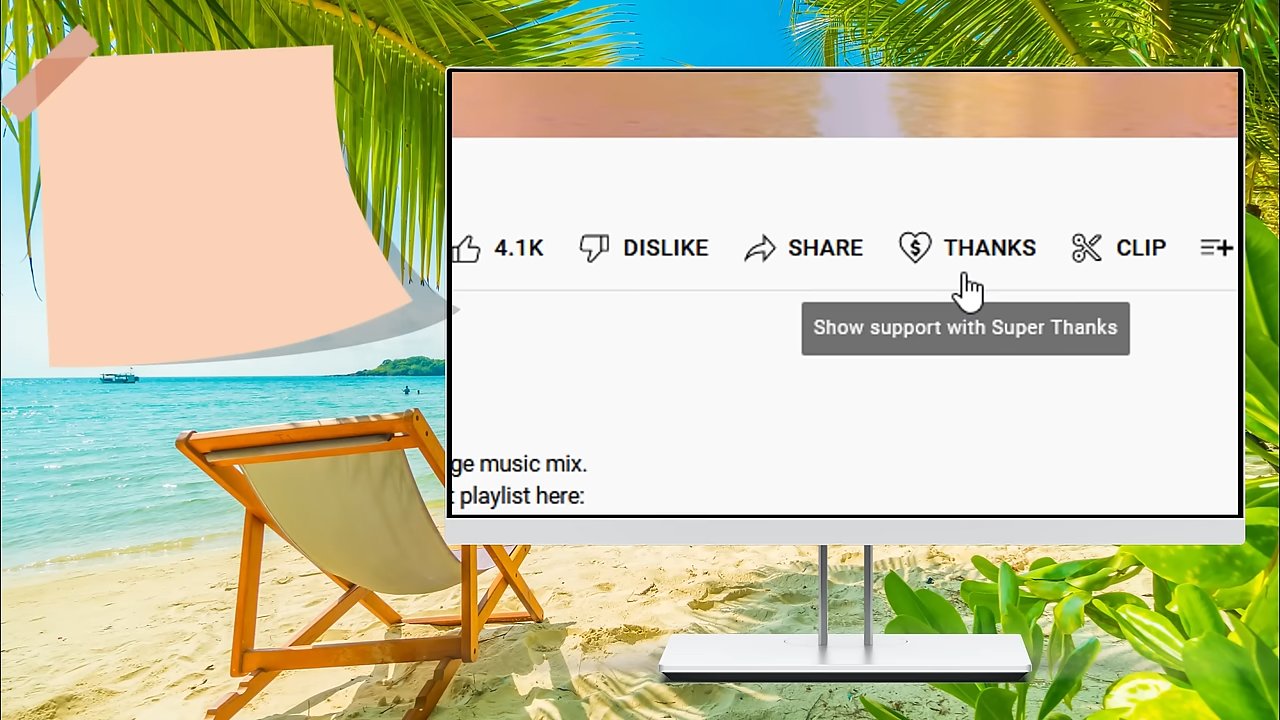 4.1K DISLIKE SHARE THANKS CLIP
Show support with Super Thanks
ge music mix.
playlist here: